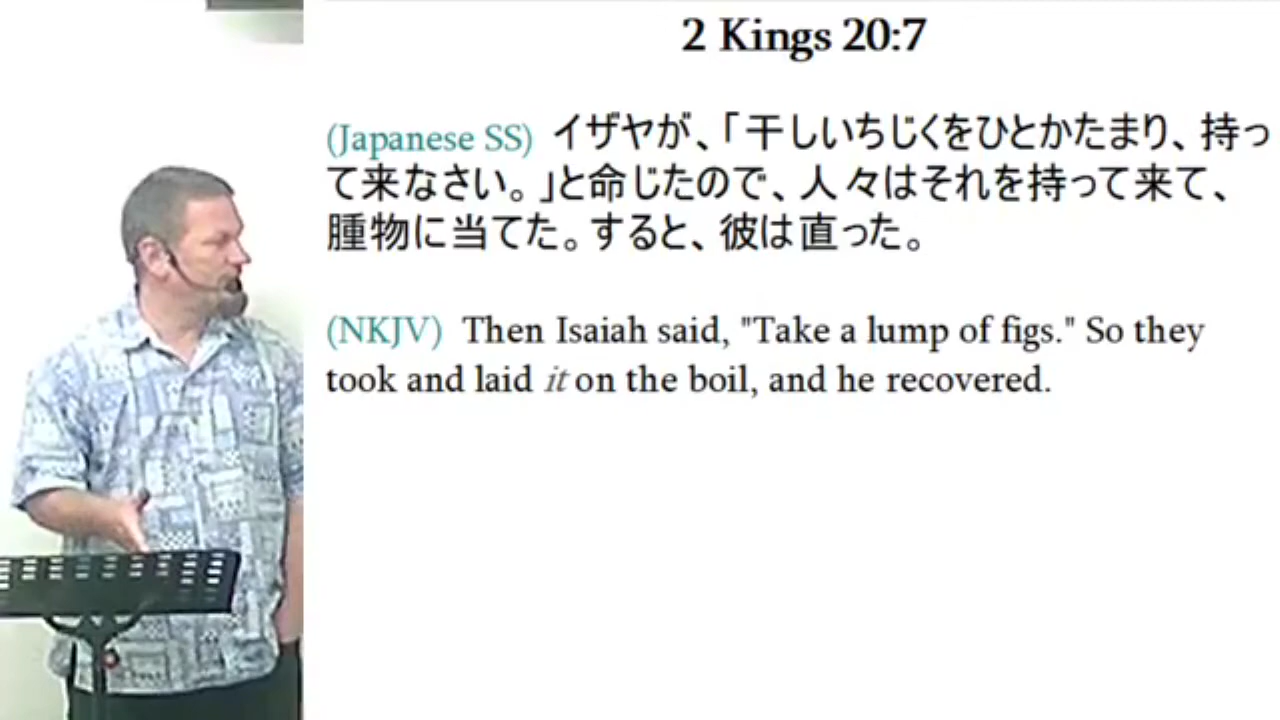 2 Kings 20:7
(Japanese SS) イザヤが、「干しいちじくをひとかたまり、持っ
て来なさい。」と命じたので、人々はそれを持って来て、
腫物に当てた。すると、彼は直った。
(NKJV) Then Isaiah said, "Take a lump of figs." So they
took and laid it on the boil, and he recovered.